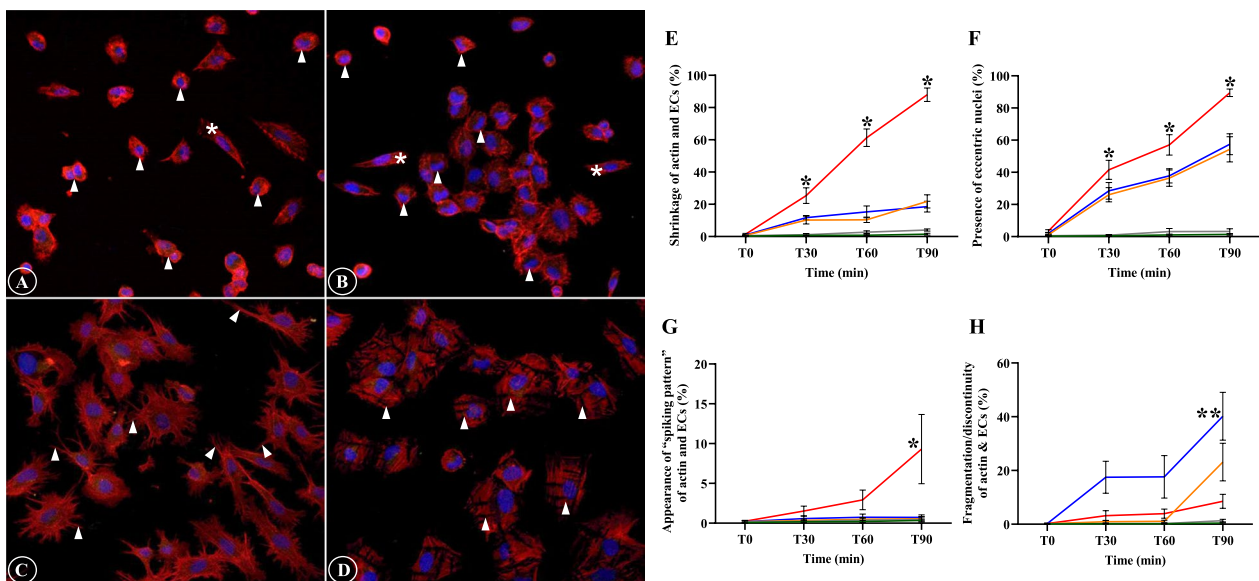 A
*
B
*
*
C
D
E
Shrinkage of actin and ECs (%)
100
80
60
40
20
0
*
*
*
T0 T30 T60 T90
Time (min)
F
Presence of eccentric nuclei (%)
100
80
60
40
20
0
*
*
*
T0 T30 T60 T90
Time (min)
G
Appearance of “spiking pattern”
of actin and ECs (%)
20
15
10
5
0
*
T0 T30 T60 T90
Time (min)
H
Fragmentation/discontinuity
of actin & ECs (%)
60
40
20
0
**
T0 T30 T60 T90
Time (min)